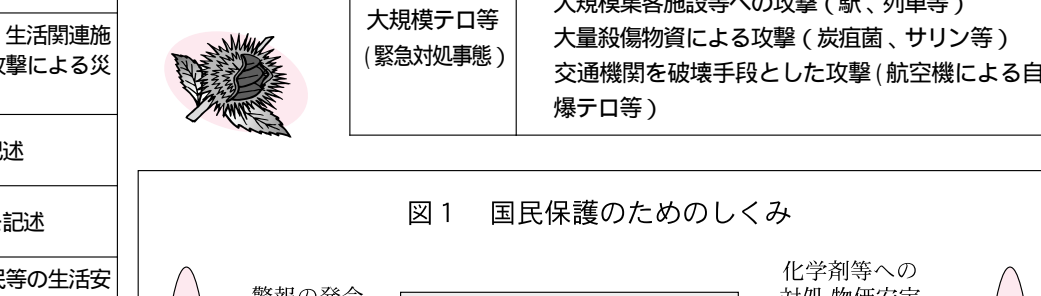 生活関連施
攻撃による災
記述
記述
民等の生活安
大規模テロ等
(緊急対処事態)
大規模集客施設等への攻撃(駅、列車等)
大量殺傷物資による攻撃(炭疽菌、サリン等)
交通機関を破壊手段とした攻撃(航空機による自
爆テロ等)
図1 国民保護のためのしくみ
警報の発令
化学剤等への
対処、物価安定